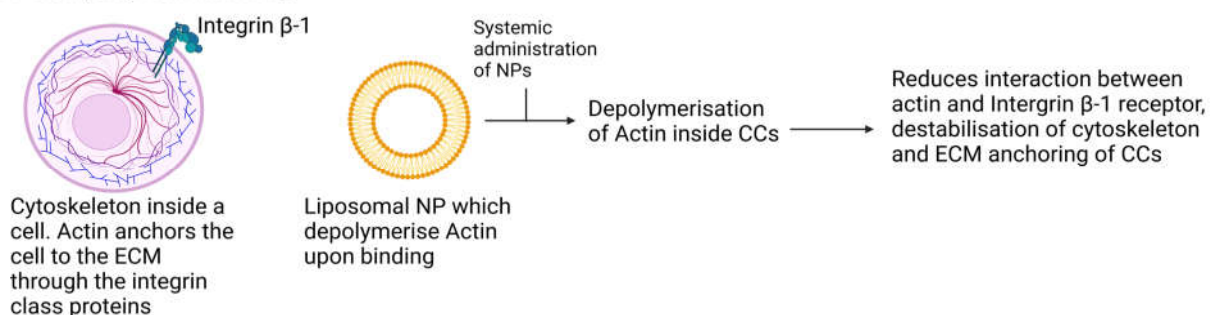 Integrin β-1
Cytoskeleton inside a
cell. Actin anchors the
cell to the ECM
through the integrin
class proteins
Liposomal NP which
depolymerise Actin
upon binding
Systemic
administration
of NPs
Depolymerisation
of Actin inside CCs
Reduces interaction between
actin and Intergrin β-1 receptor,
destabilisation of cytoskeleton
and ECM anchoring of CCs